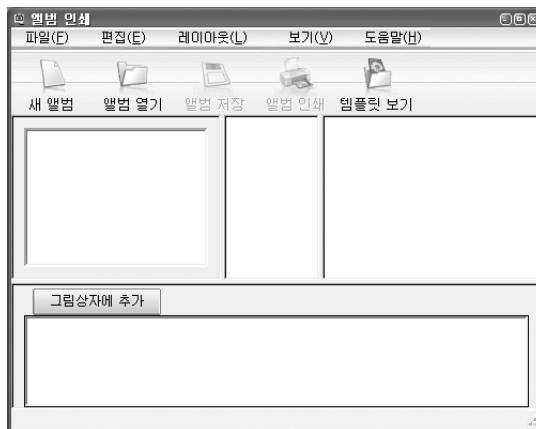 앨범 인쇄
파일(F) 편집(E) 레이아웃(L) 보기(V) 도움말(H)
새 앨범 앨범 열기 앨범 저장 앨범 인쇄 템플릿 보기
그림상자에 추가